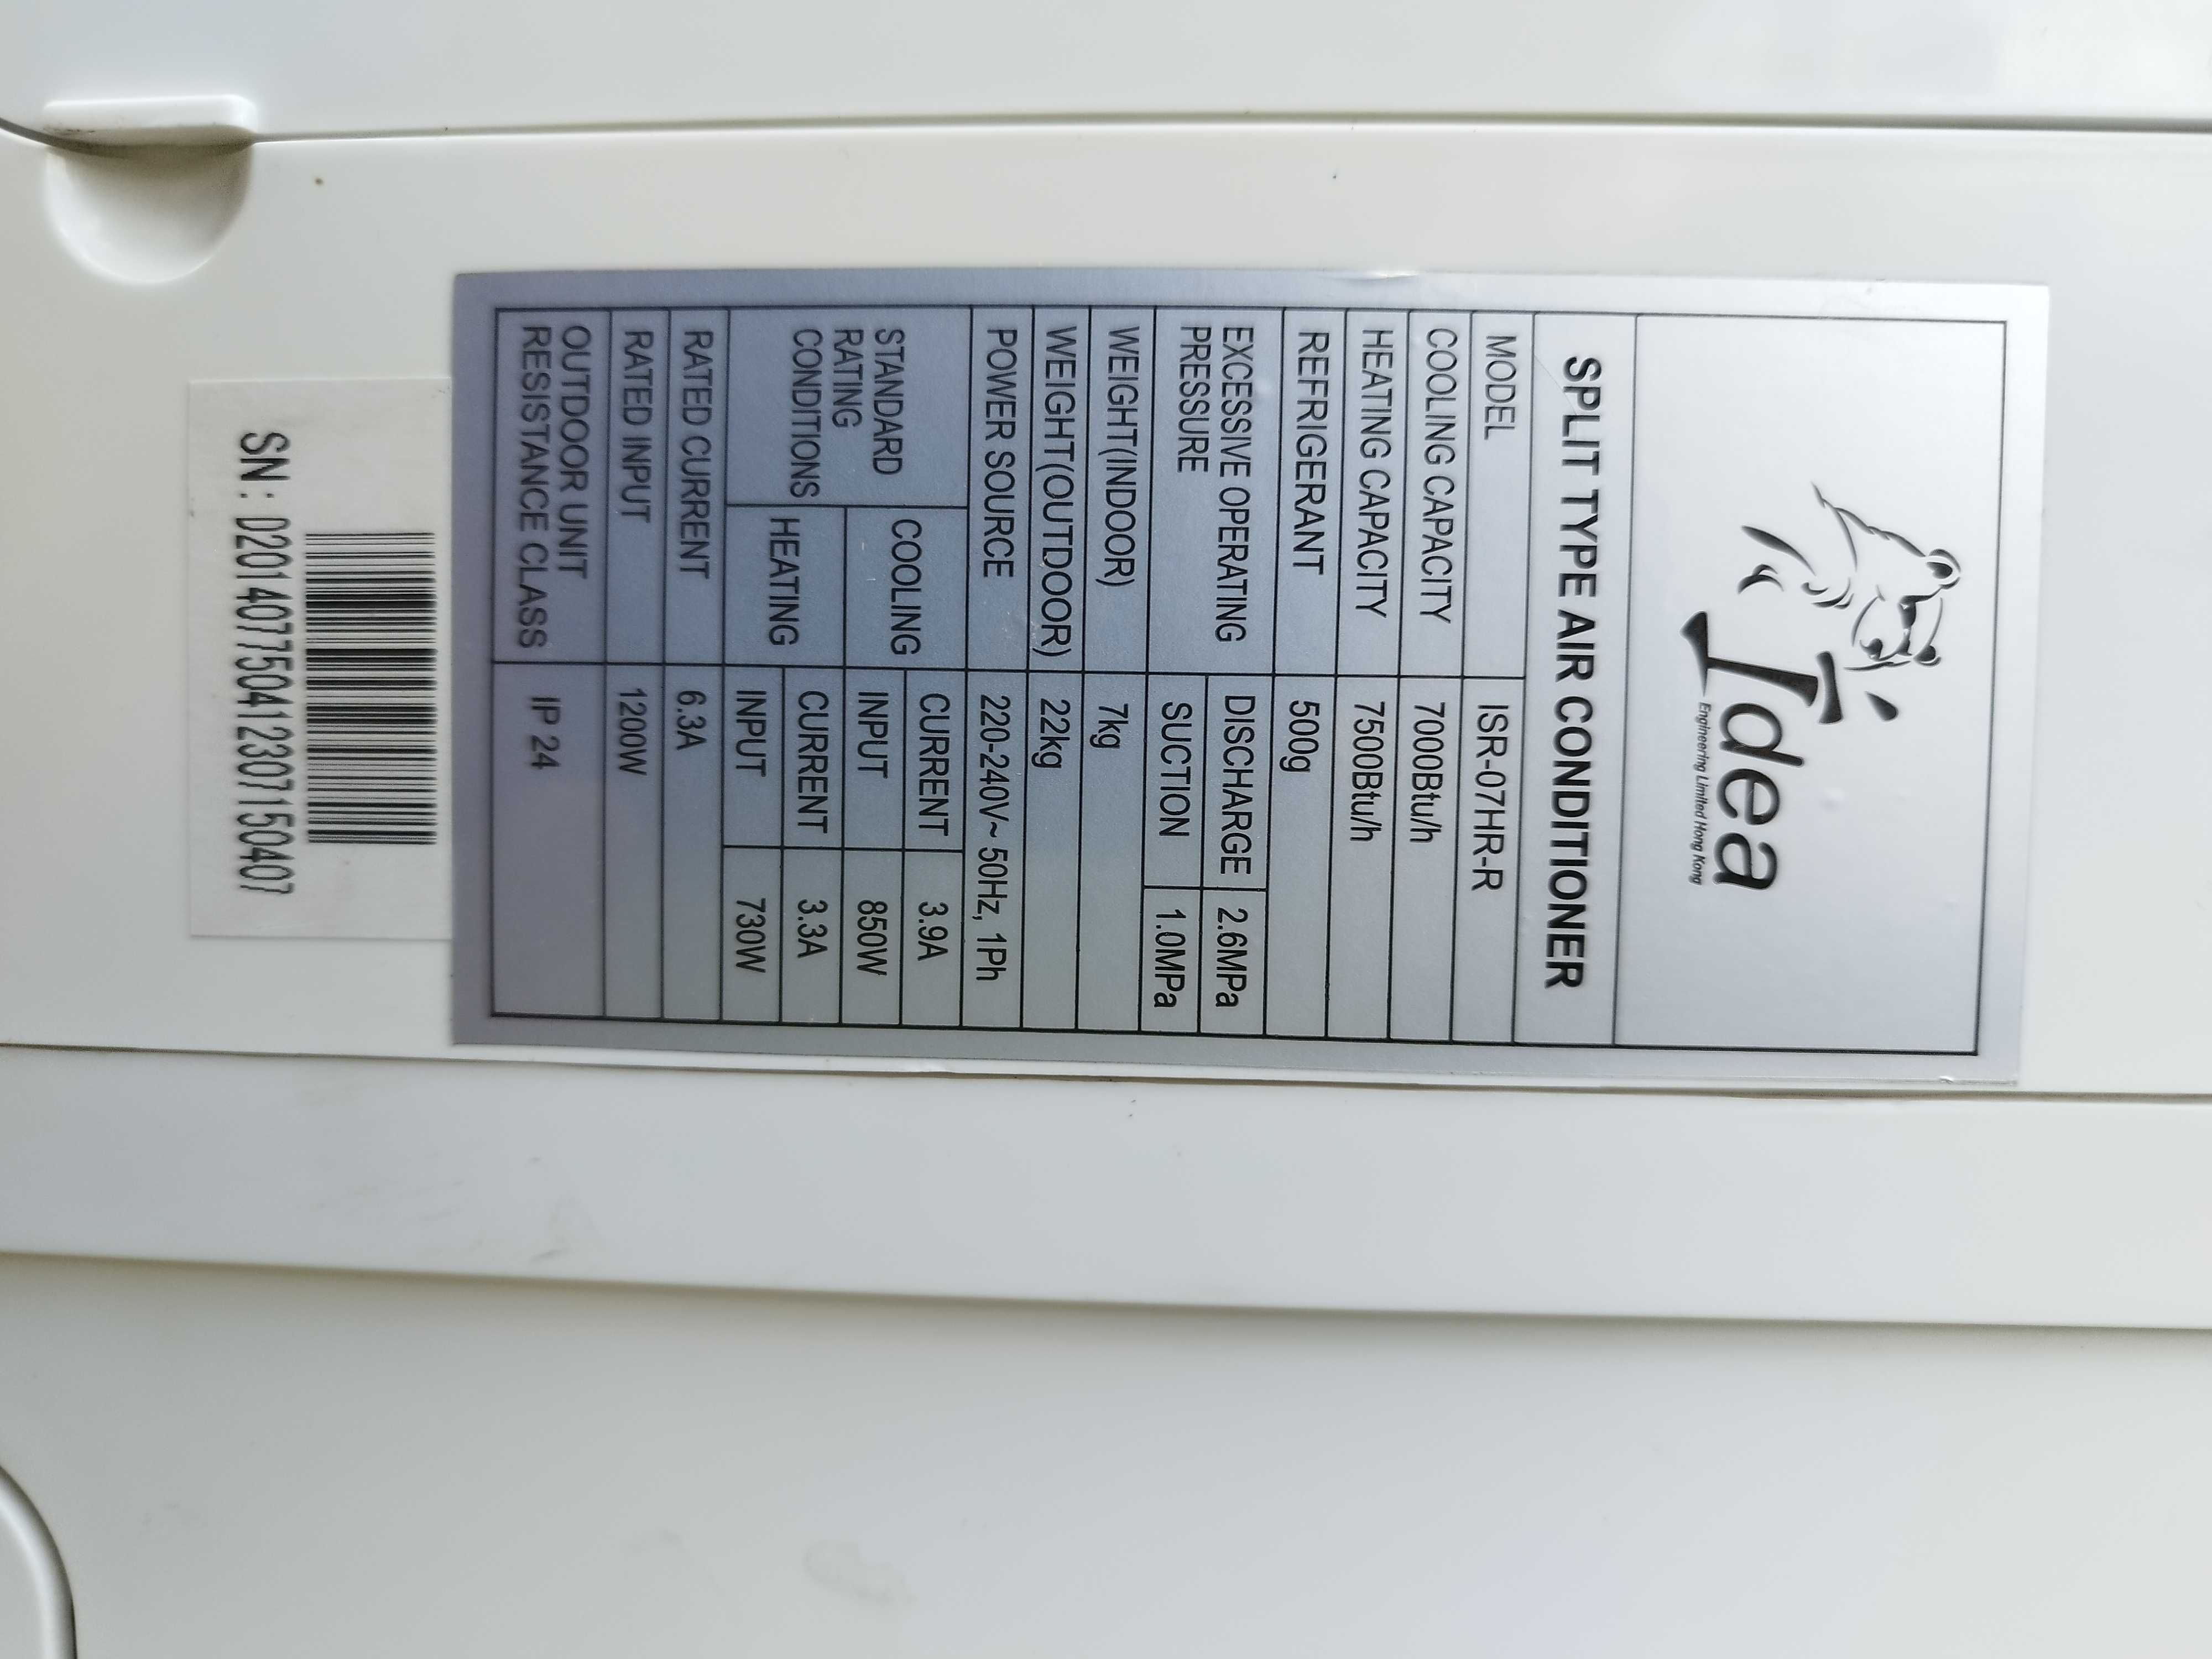 Idea
Engineering Limited Hong Kong
SPLIT TYPE AIR CONDITIONER
MODEL ISR-07HR-R
COOLING CAPACITY 7000Btu/h
HEATING CAPACITY 7500Btu/h
REFRIGERANT 500g
EXCESSIVE OPERATING PRESSURE DISCHARGE 2.6MPa
SUCTION 1.0MPa
WEIGHT(INDOOR) 7kg
WEIGHT(OUTDOOR) 22kg
POWER SOURCE 220-240V~ 50Hz, 1Ph
STANDARD RATING CONDITIONS COOLING CURRENT 3.9A
INPUT 850W
HEATING CURRENT 3.3A
INPUT 730W
RATED CURRENT 6.3A
RATED INPUT 1200W
OUTDOOR UNIT RESISTANCE CLASS IP 24
SN: D201407750412307150407